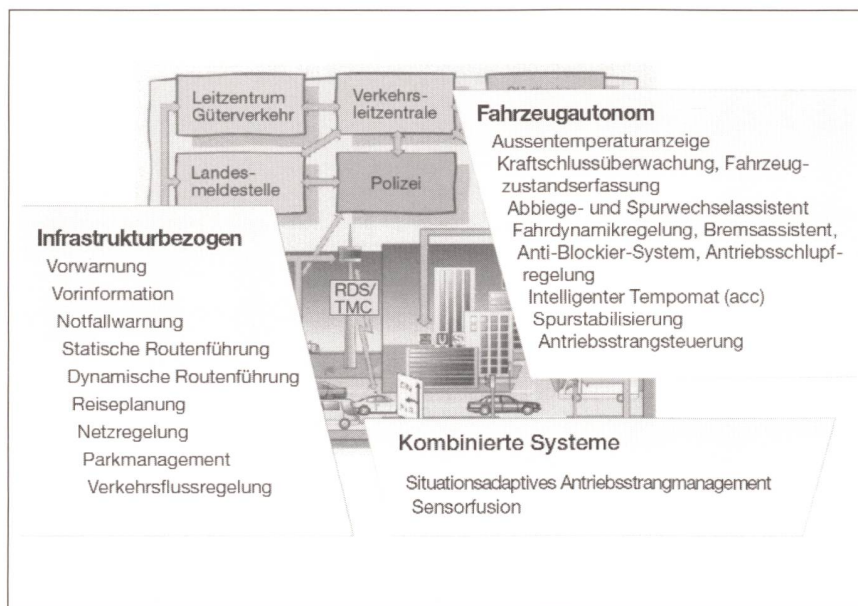 Leitzentrum
Güterverkehr
Verkehrs-
leitzentrale
Landes-
meldestelle
Polizei
RDS/
TMC
Fahrzeugautonom
Aussentemperaturanzeige
Kraftschlussüberwachung, Fahrzeug-
zustandserfassung
Abbiege- und Spurwechselassistent
Fahrdynamikregelung, Bremsassistent,
Anti-Blockier-System, Antriebsschlupf-
regelung
Intelligenter Tempomat (acc)
Spurstabilisierung
Antriebsstrangsteuerung
Infrastrukturbezogen
Vorwarnung
Vorinformation
Notfallwarnung
Statische Routenführung
Dynamische Routenführung
Reiseplanung
Netzregelung
Parkmanagement
Verkehrsflussregelung
Kombinierte Systeme
Situationsadaptives Antriebsstrangmanagement
Sensorfusion